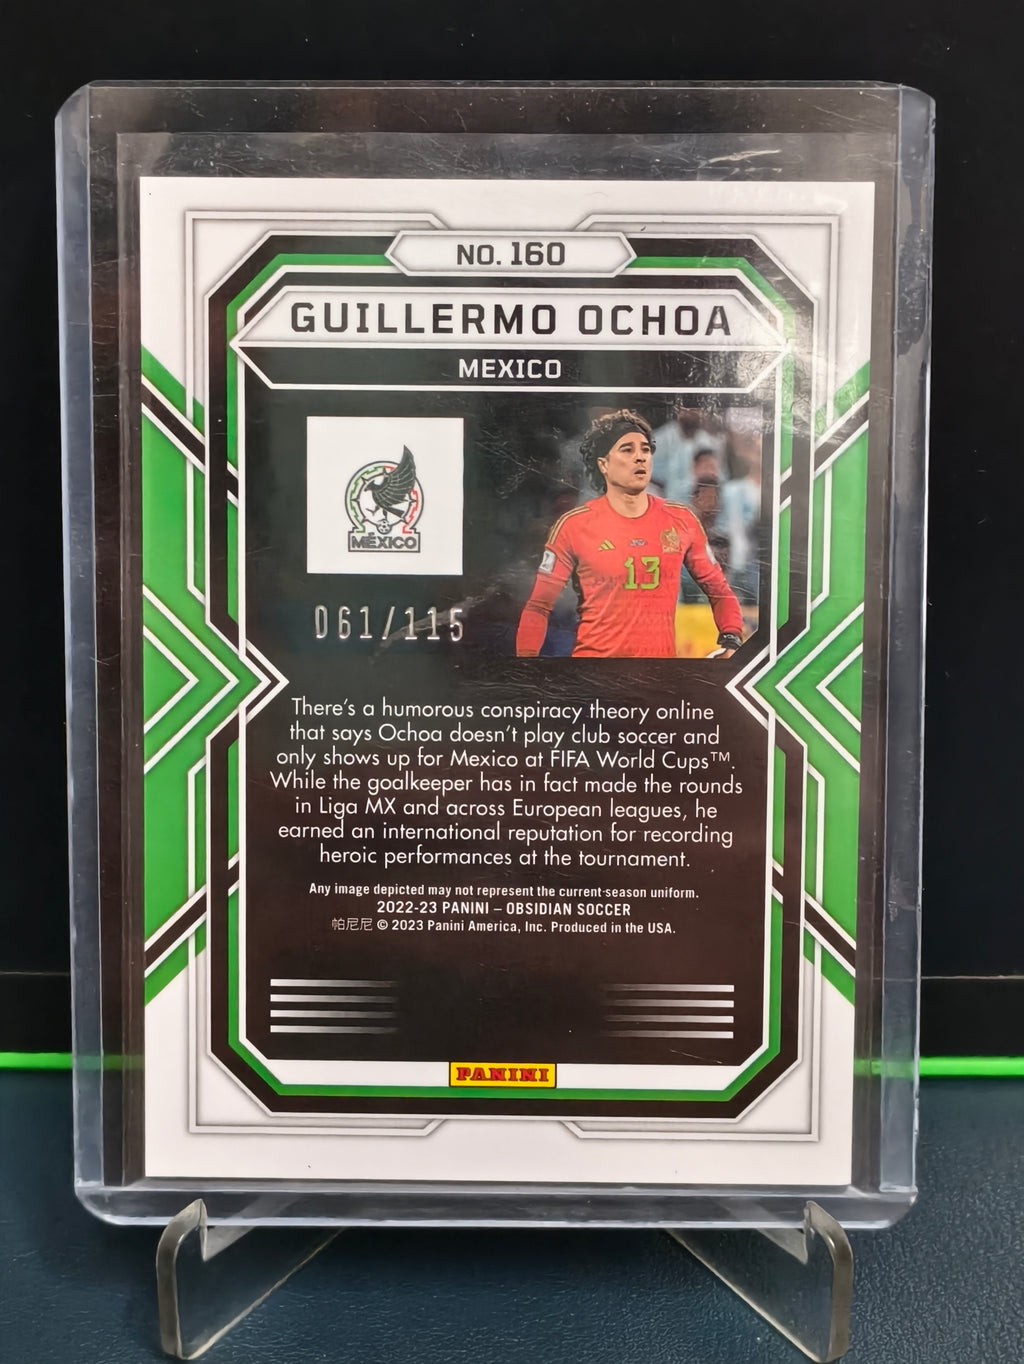 NO. 160
GUILLERMO OCHOA
MEXICO
MÉXICO
13
061/115
There's a humorous conspiracy theory online
that says Ochoa doesn't play club soccer and
only shows up for Mexico at FIFA World Cups™.
While the goalkeeper has in fact made the rounds
in Liga MX and across European leagues, he
earned an international reputation for recording
heroic performances at the tournament.
Any image depicted may not represent the current season uniform.
2022-23 PANINI – OBSIDIAN SOCCER
帕尼尼 © 2023 Panini America, Inc. Produced in the USA.
PANINI